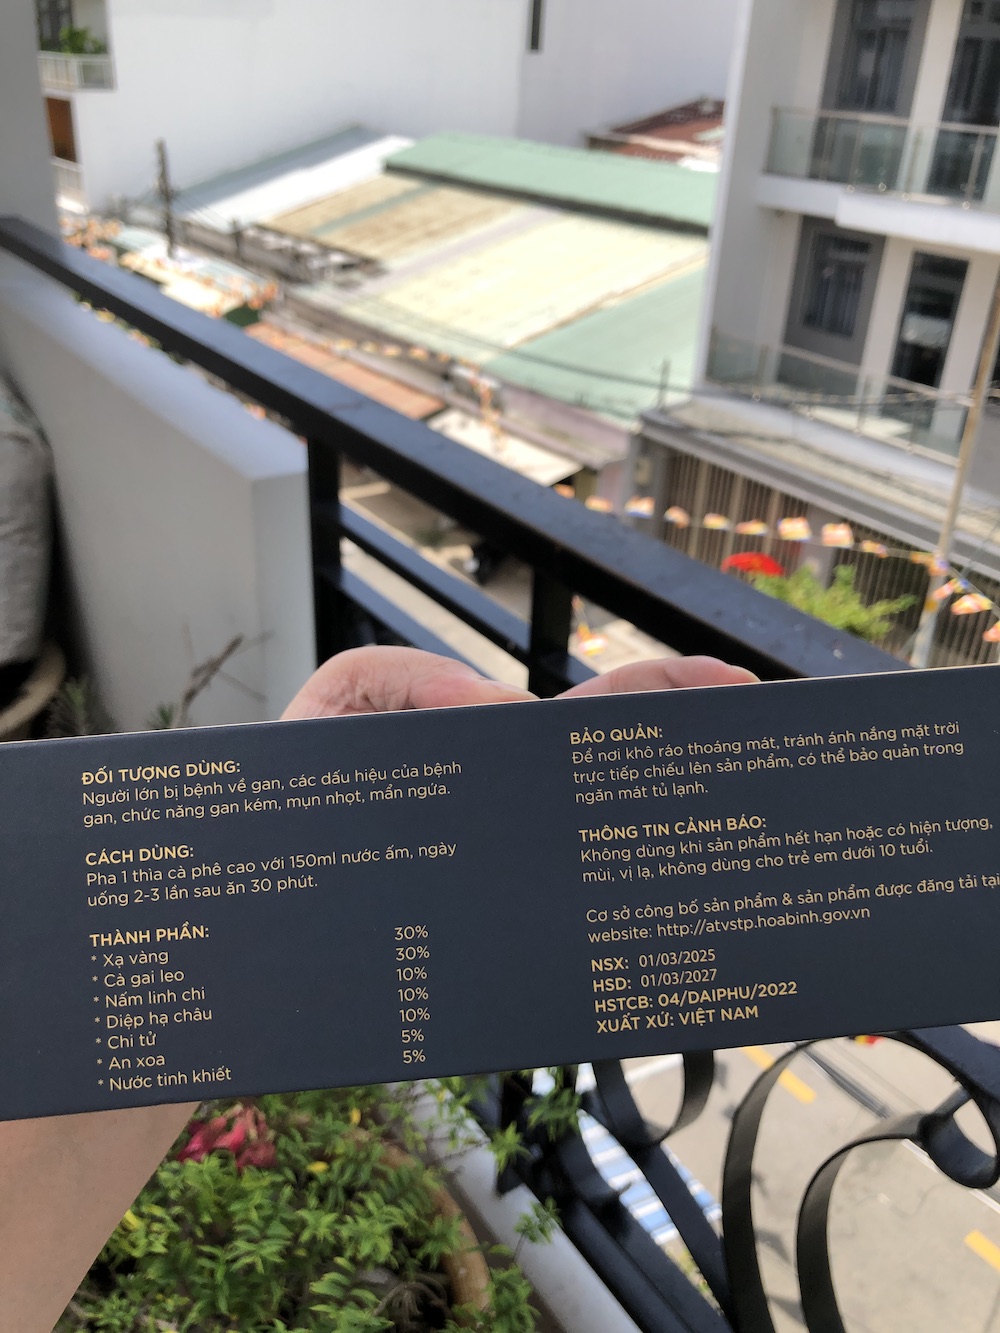 ĐỐI TƯỢNG DÙNG:
Người lớn bị bệnh về gan, các dấu hiệu của bệnh
gan, chức năng gan kém, mụn nhọt, mẩn ngứa.
CÁCH DÙNG:
Pha 1 thìa cà phê cao với 150ml nước ấm, ngày
uống 2-3 lần sau ăn 30 phút.
THÀNH PHẦN:
* Xạ vàng 30%
* Cà gai leo 30%
* Nấm linh chi 10%
* Diệp hạ châu 10%
* Chi tử 10%
* An xoa 5%
* Nước tinh khiết 5%
BẢO QUẢN:
Để nơi khô ráo thoáng mát, tránh ánh nắng mặt trời
trực tiếp chiếu lên sản phẩm, có thể bảo quản trong
ngăn mát tủ lạnh.
THÔNG TIN CẢNH BÁO:
Không dùng khi sản phẩm hết hạn hoặc có hiện tượng,
mùi, vị lạ, không dùng cho trẻ em dưới 10 tuổi.
Cơ sở công bố sản phẩm & sản phẩm được đăng tải tại
website: http://atvstp.hoabinh.gov.vn
NSX: 01/03/2025
HSD: 01/03/2027
HSTCB: 04/DAIPHU/2022
XUẤT XỨ: VIỆT NAM